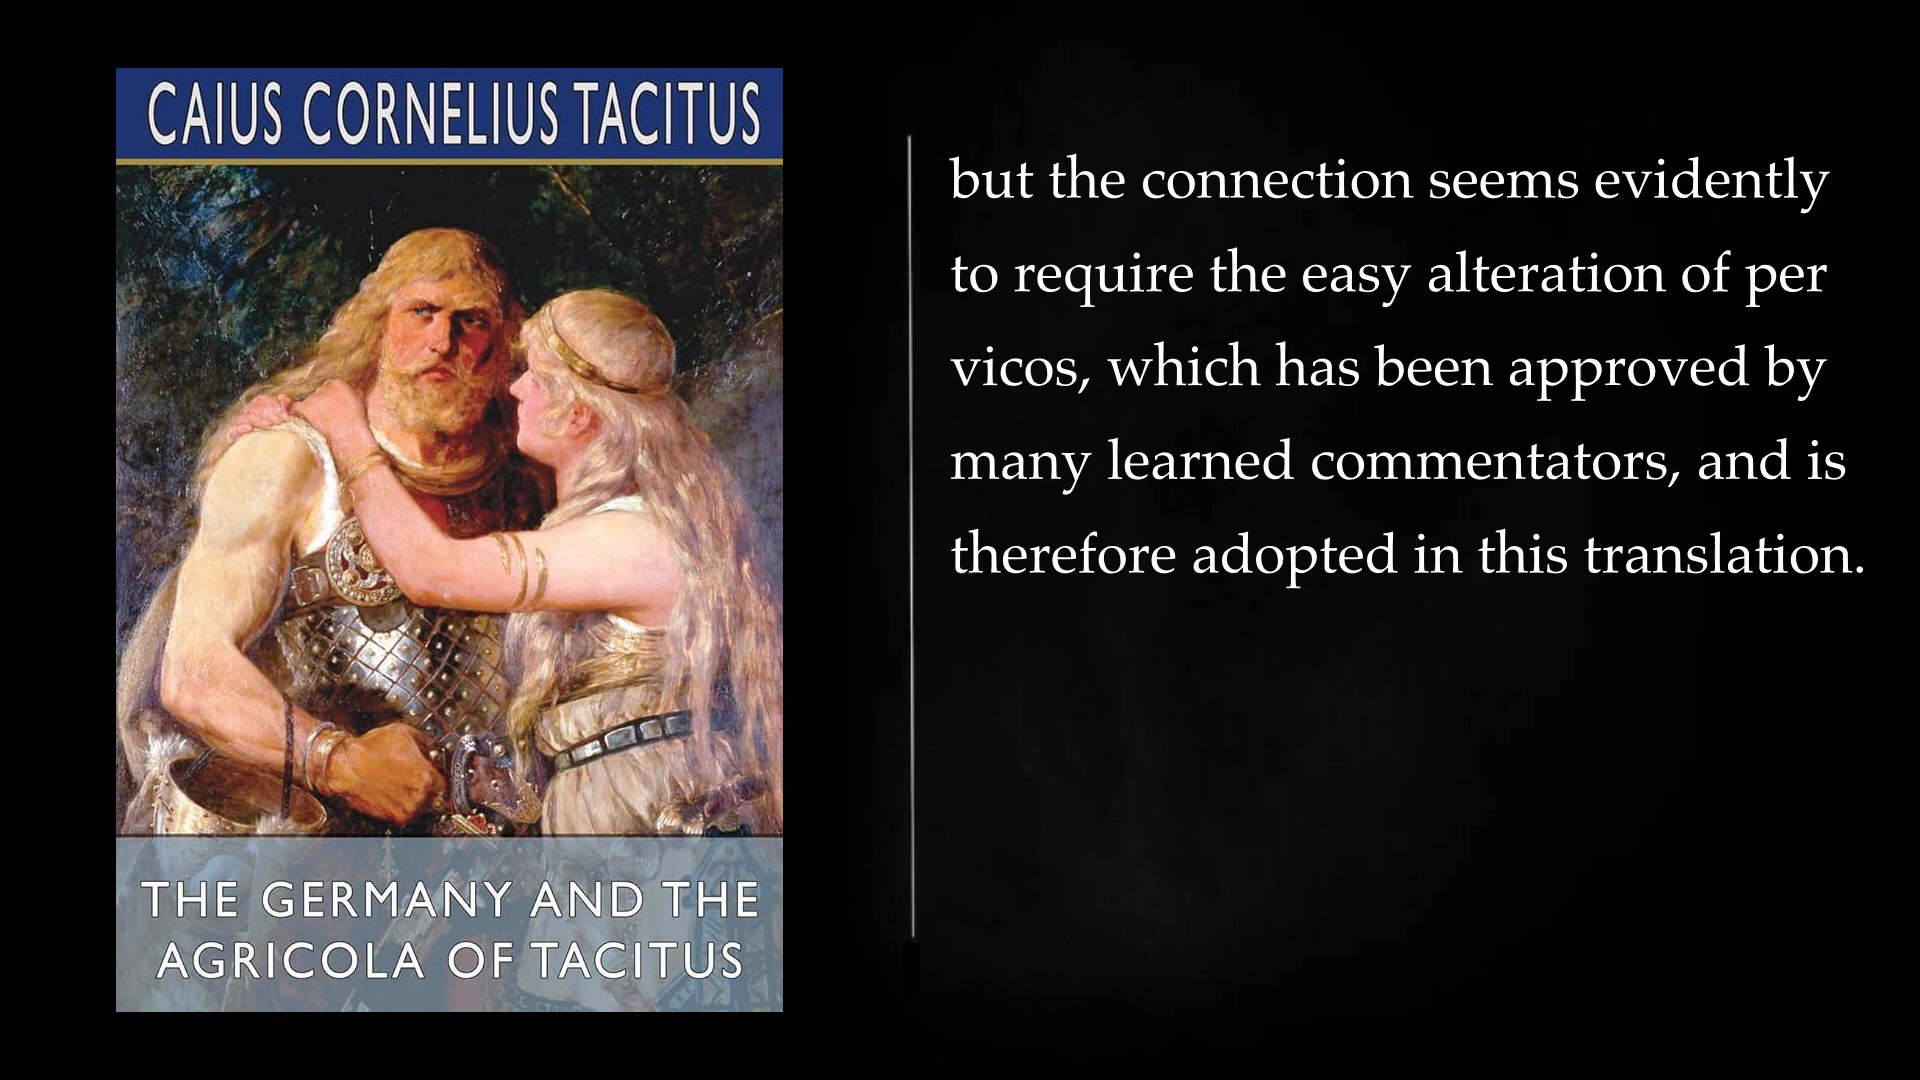 CAIUS CORNELIUS TACITUS
THE GERMANY AND THE
AGRICOLA OF TACITUS
but the connection seems evidently
to require the easy alteration of per
vicos, which has been approved by
many learned commentators, and is
therefore adopted in this translation.